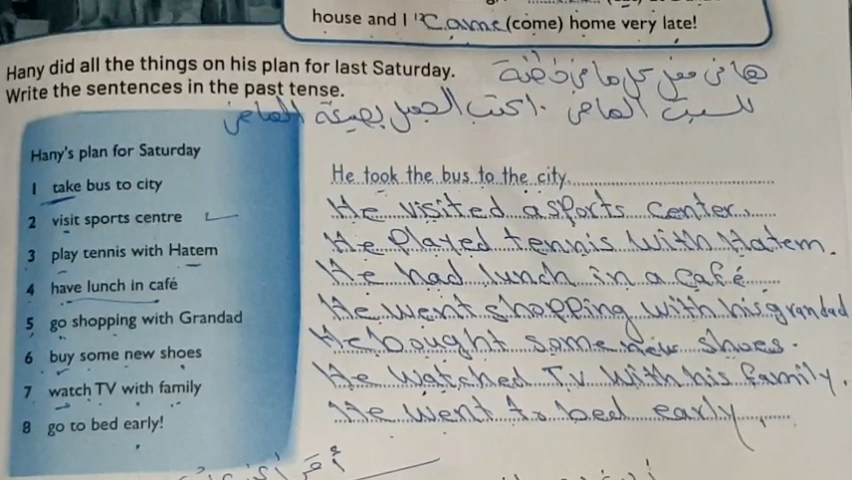 house and I ¹²Came (come) home very late!
Hany did all the things on his plan for last Saturday.
Write the sentences in the past tense.
هاني فعل كل ما في خطته
للسبت الماضي . اكتب الجمل بصيغة الماضي
Hany's plan for Saturday
1 take bus to city
2 visit sports centre
3 play tennis with Hatem
4 have lunch in café
5 go shopping with Grandad
6 buy some new shoes
7 watch TV with family
8 go to bed early!
He took the bus to the city.
He visited a sports center.
He Played tennis with Hatem.
He had lunch in a café
He went shopping with his grandad
He bought some new shoes.
He watched TV with his family.
He went to bed early.